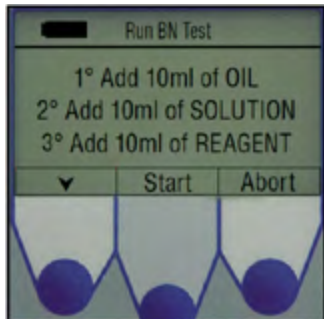 Run BN Test
1° Add 10ml of OIL
2° Add 10ml of SOLUTION
3° Add 10ml of REAGENT
Start Abort